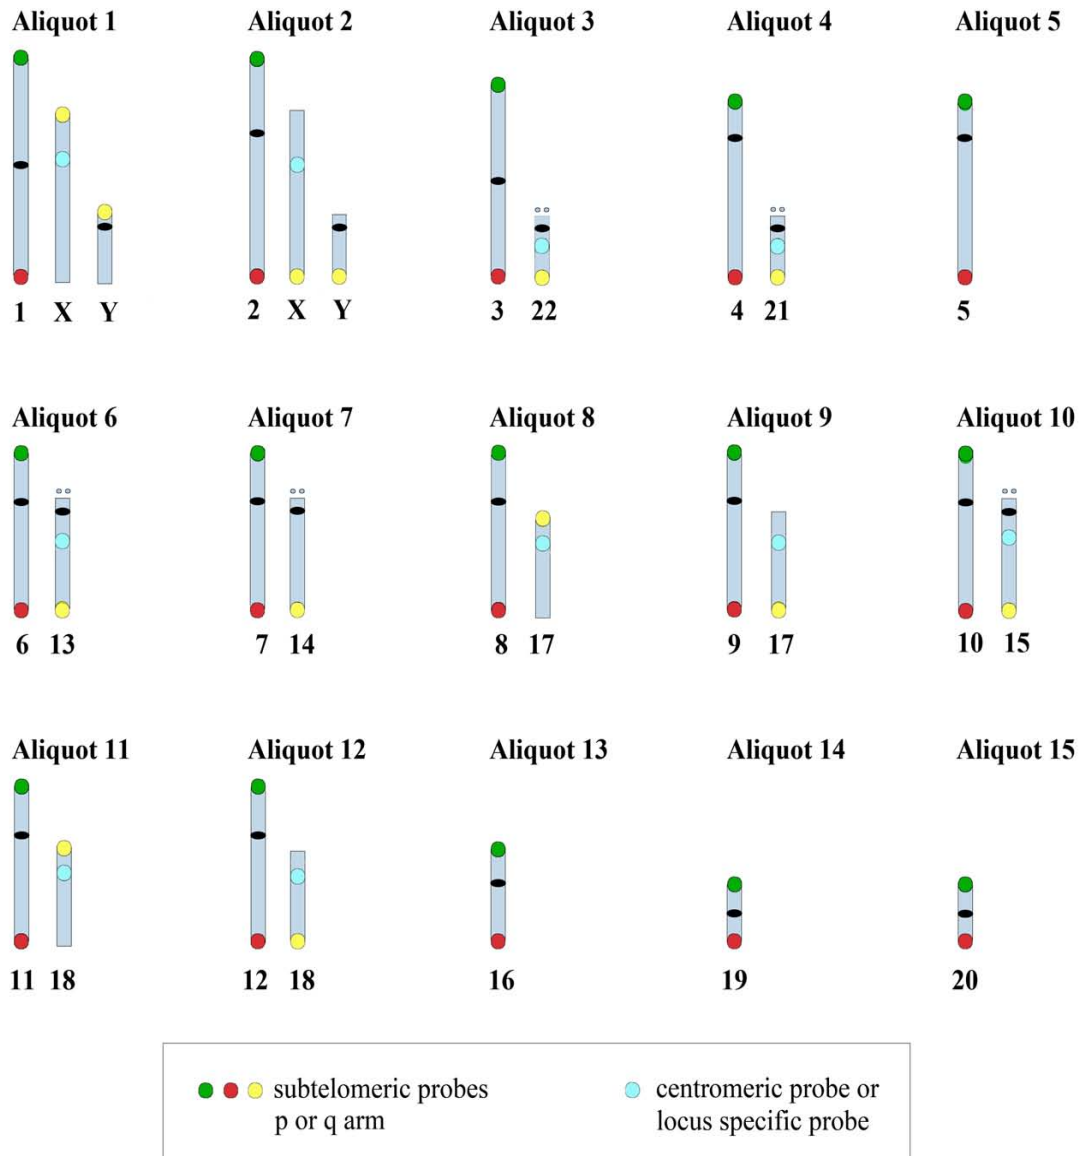 Aliquot 1 Aliquot 2 Aliquot 3 Aliquot 4 Aliquot 5
1 X Y 2 X Y 3 22 4 21 5
Aliquot 6 Aliquot 7 Aliquot 8 Aliquot 9 Aliquot 10
6 13 7 14 8 17 9 17 10 15
Aliquot 11 Aliquot 12 Aliquot 13 Aliquot 14 Aliquot 15
11 18 12 18 16 19 20
subtelomeric probes
p or q arm
centromeric probe or
locus specific probe